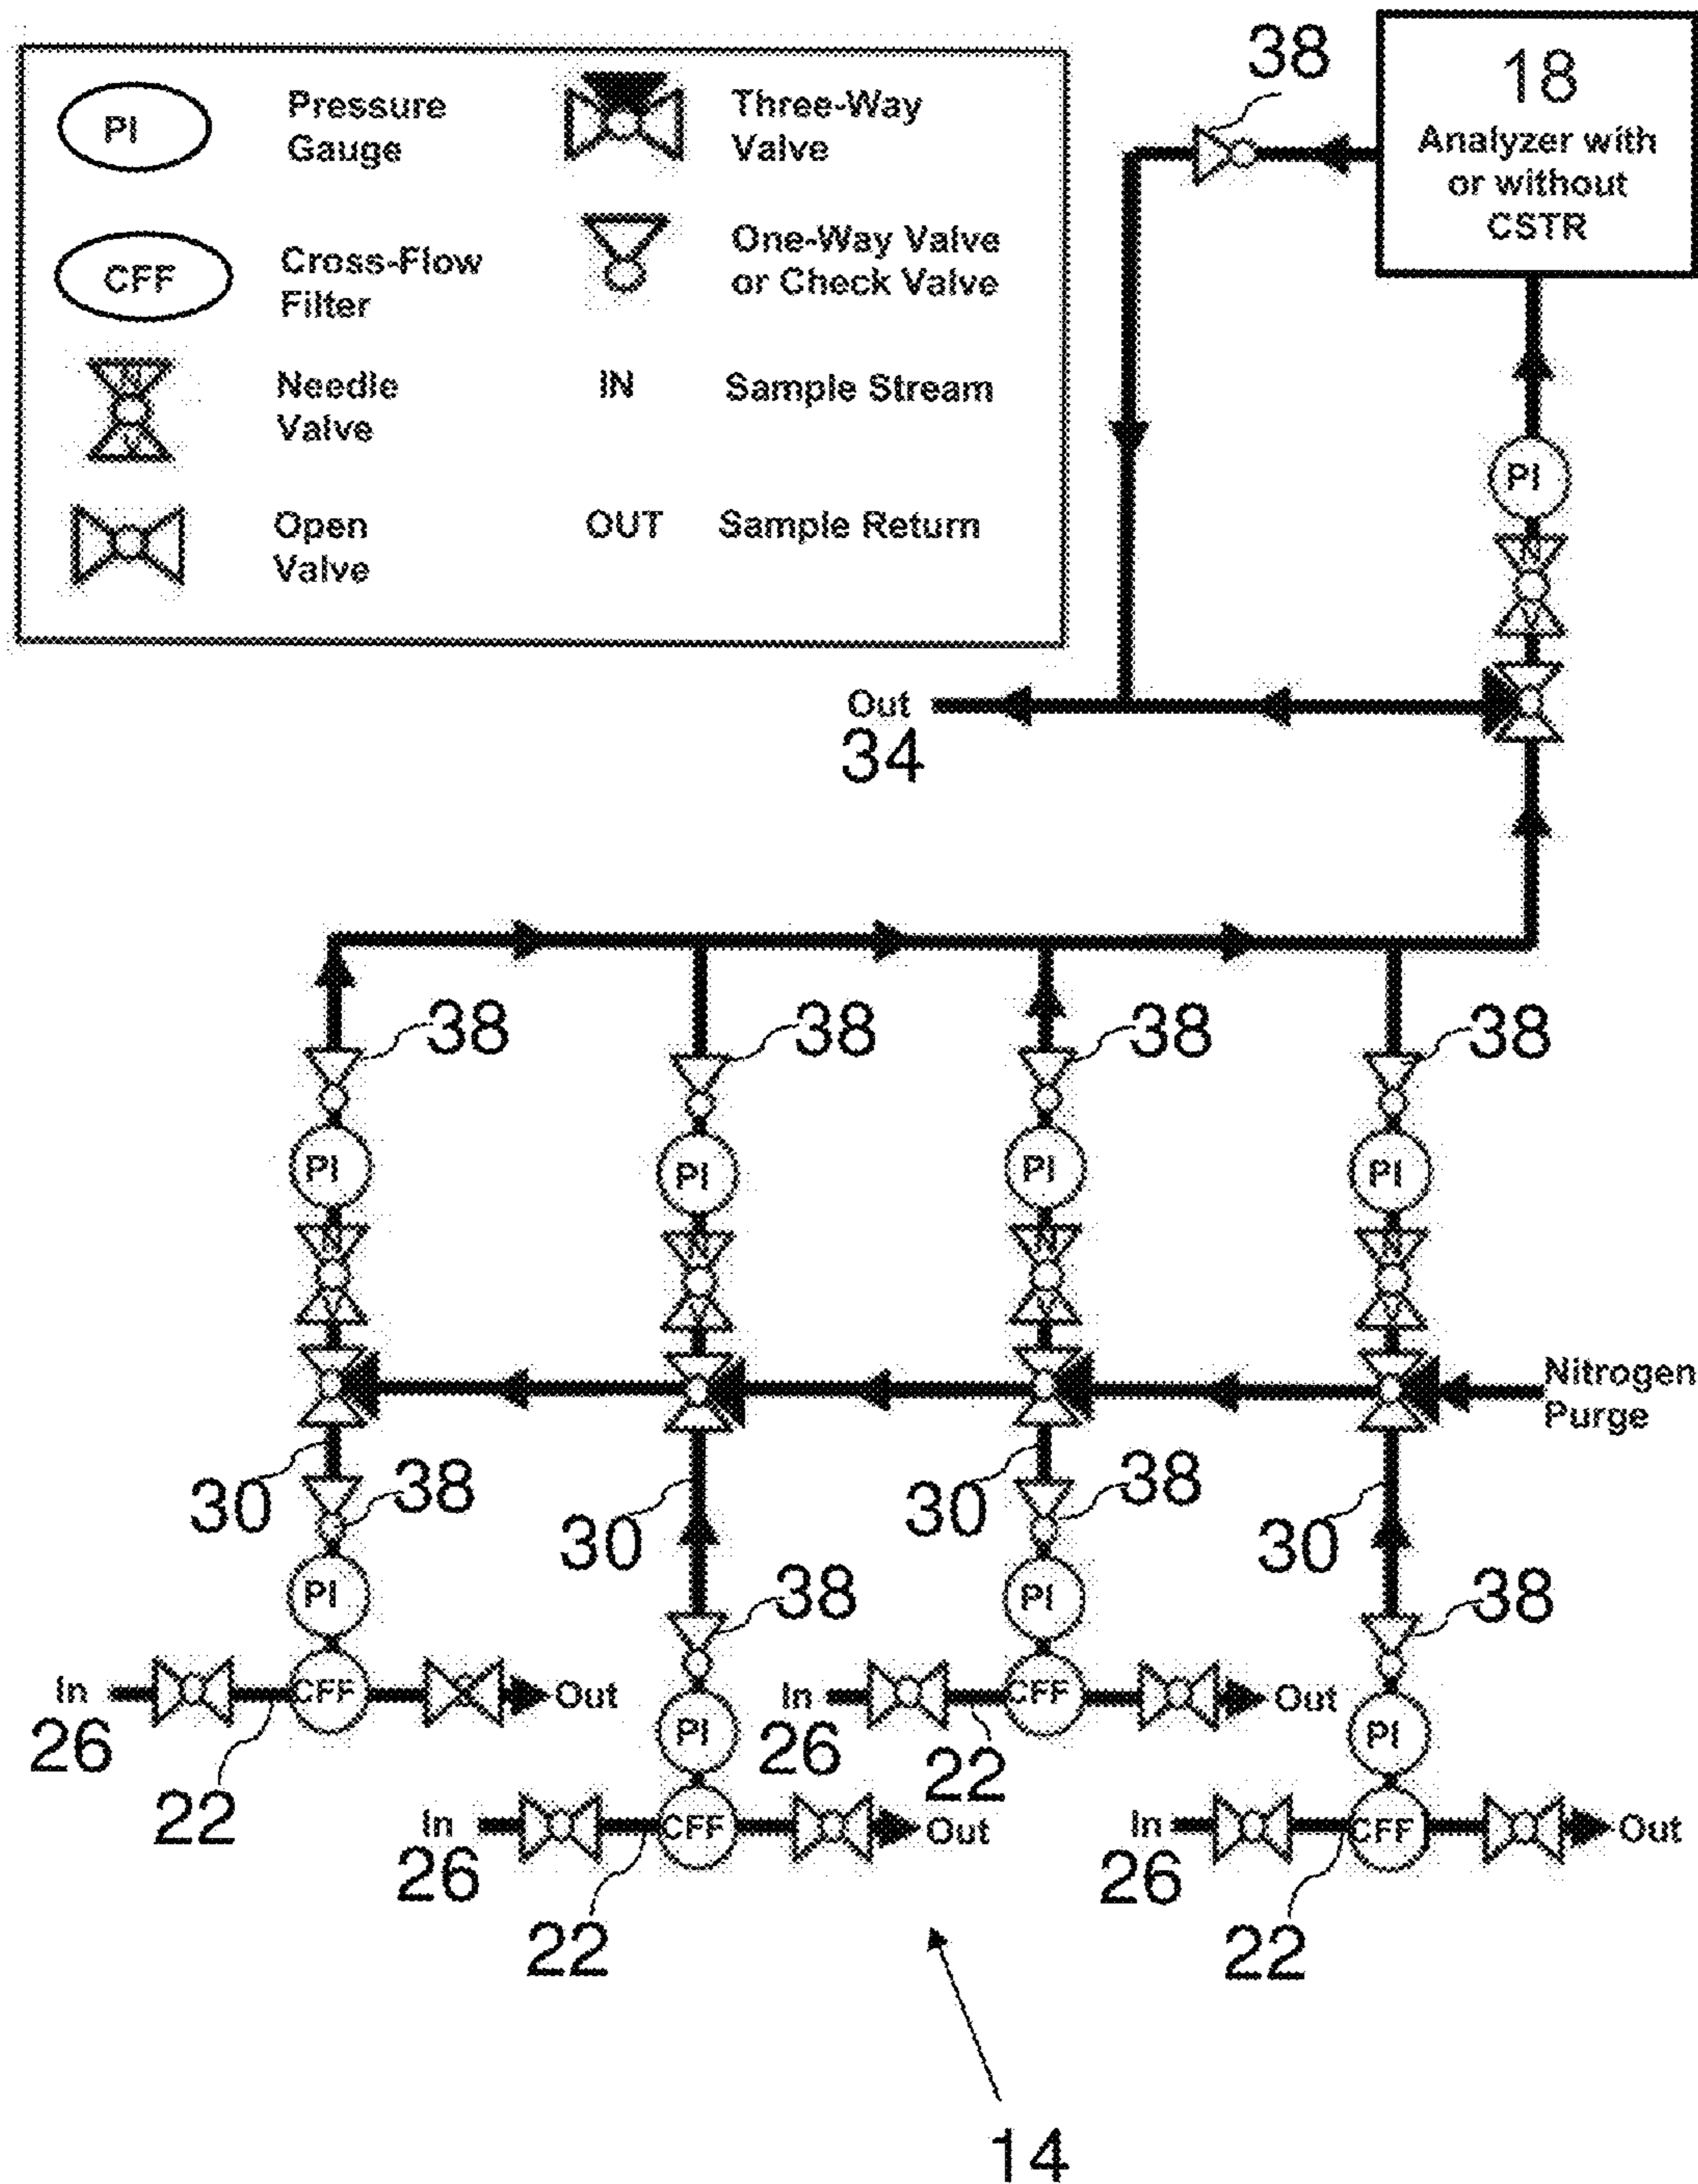 PI
Pressure
Gauge
Three-Way
Valve
CFF
Cross-Flow
Filter
One-Way Valve
or Check Valve
N
V
Needle
Valve
IN
Sample Stream
Open
Valve
OUT
Sample Return
38
18
Analyzer with
or without
CSTR
PI
N
V
Out
34
38
38
38
38
PI
PI
PI
PI
N
V
N
V
N
V
N
V
Nitrogen
Purge
30
38
30
30
38
30
PI
38
PI
38
In
CFF
Out
PI
In
CFF
Out
PI
26
22
26
22
In
CFF
Out
In
CFF
Out
26
22
26
22
14